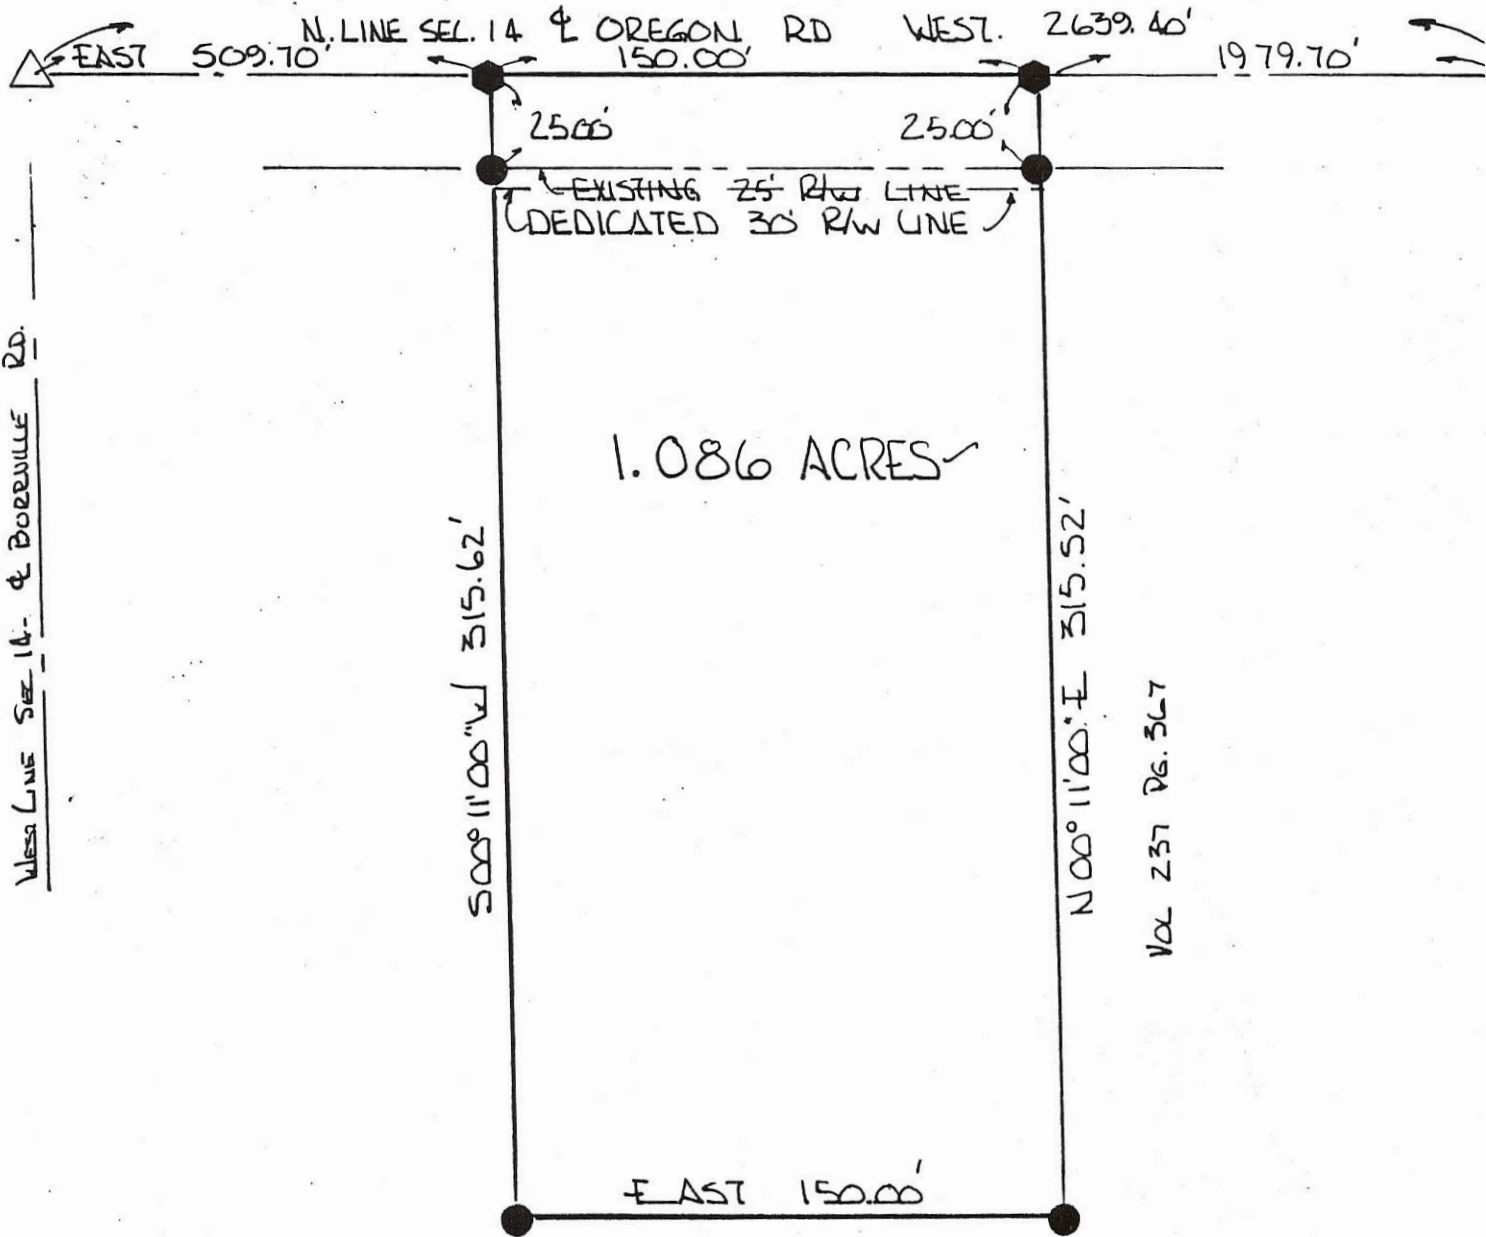 N. LINE SEC. 14 ℄ OREGON RD WEST. 2639.40'
EAST 509.70'
150.00'
1979.70'
25.00'
25.00'
EXISTING 25' R/W LINE
DEDICATED 30' R/W LINE
WEST LINE SEC 14 - ℄ BORRVILLE RD.
1.086 ACRES
S00° 11' 00" W 315.62'
N00° 11' 00" E 315.52'
VOL 237 PG. 367
EAST 150.00'